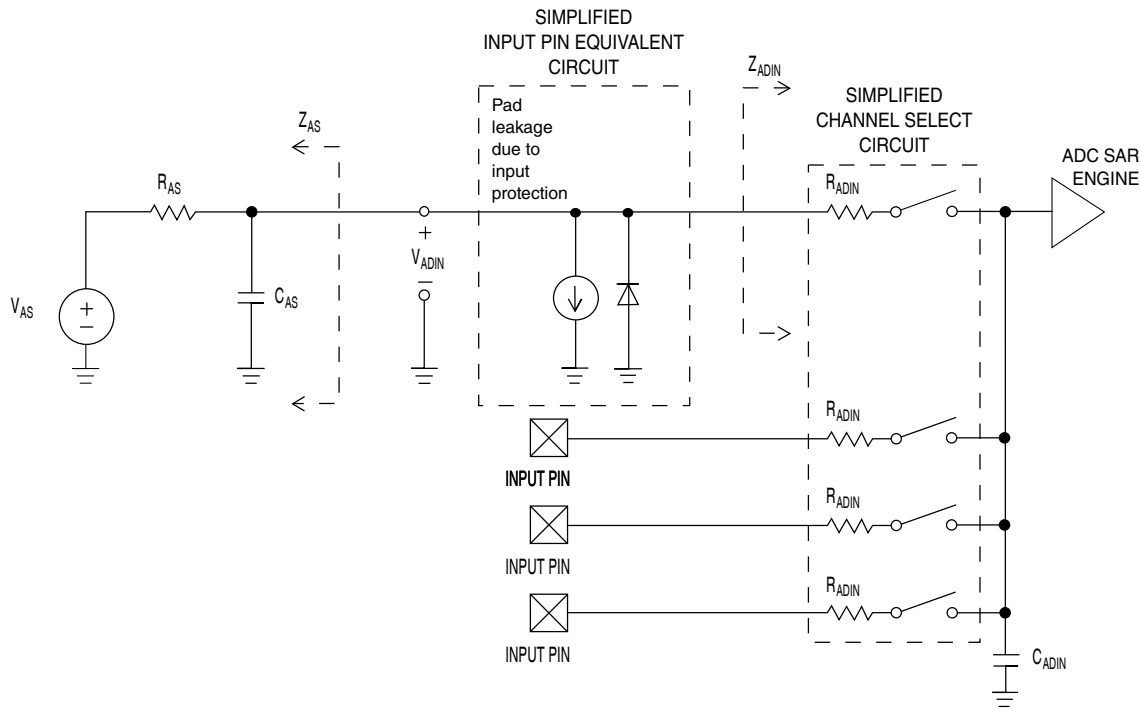 SIMPLIFIED
INPUT PIN EQUIVALENT
CIRCUIT
Z_ADIN
SIMPLIFIED
CHANNEL SELECT
CIRCUIT
Pad
leakage
due to
input
protection
Z_AS
ADC SAR
ENGINE
R_AS
R_ADIN
+
V_ADIN
–
V_AS
+
–
C_AS
R_ADIN
INPUT PIN
R_ADIN
INPUT PIN
R_ADIN
INPUT PIN
C_ADIN